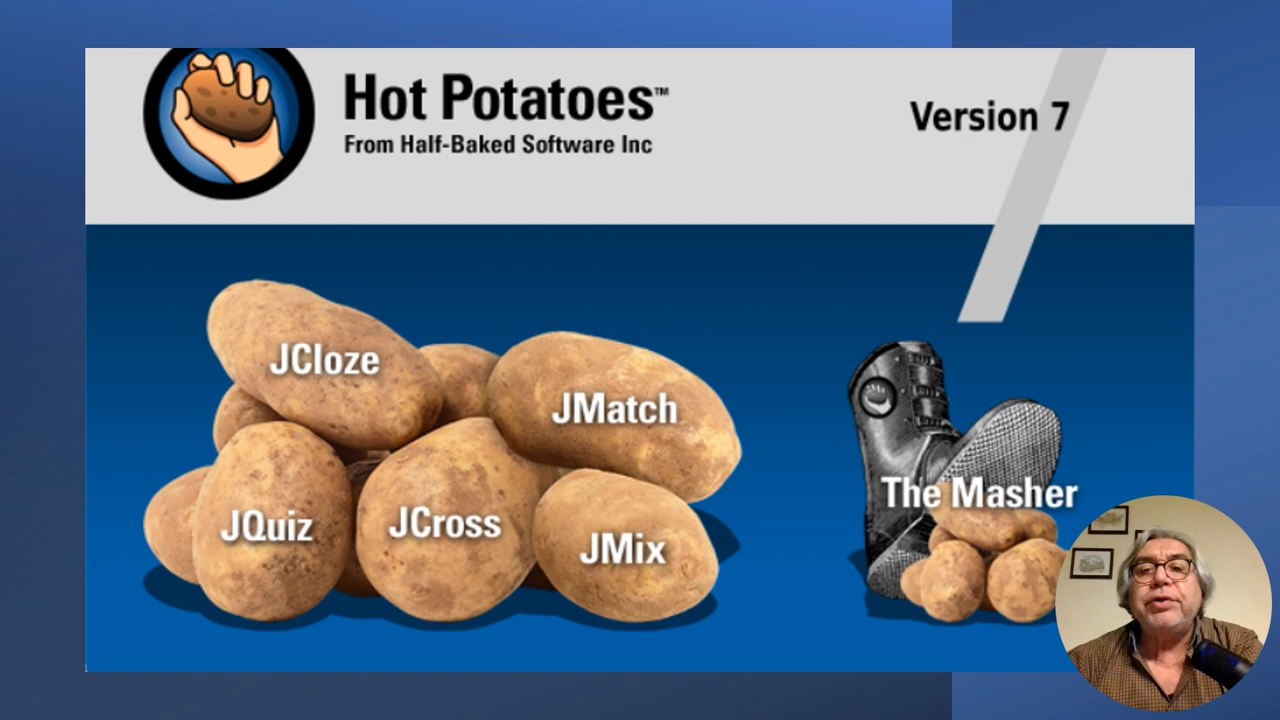 Hot Potatoes™
From Half-Baked Software Inc
Version 7
JCloze
JMatch
JQuiz
JCross
JMix
The Masher